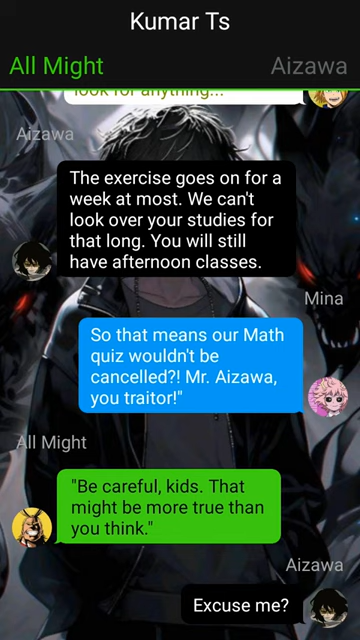 Kumar Ts
All Might
Aizawa
look for anything...
Aizawa
The exercise goes on for a
week at most. We can't
look over your studies for
that long. You will still
have afternoon classes.
Mina
So that means our Math
quiz wouldn't be
cancelled?! Mr. Aizawa,
you traitor!"
All Might
"Be careful, kids. That
might be more true than
you think."
Aizawa
Excuse me?